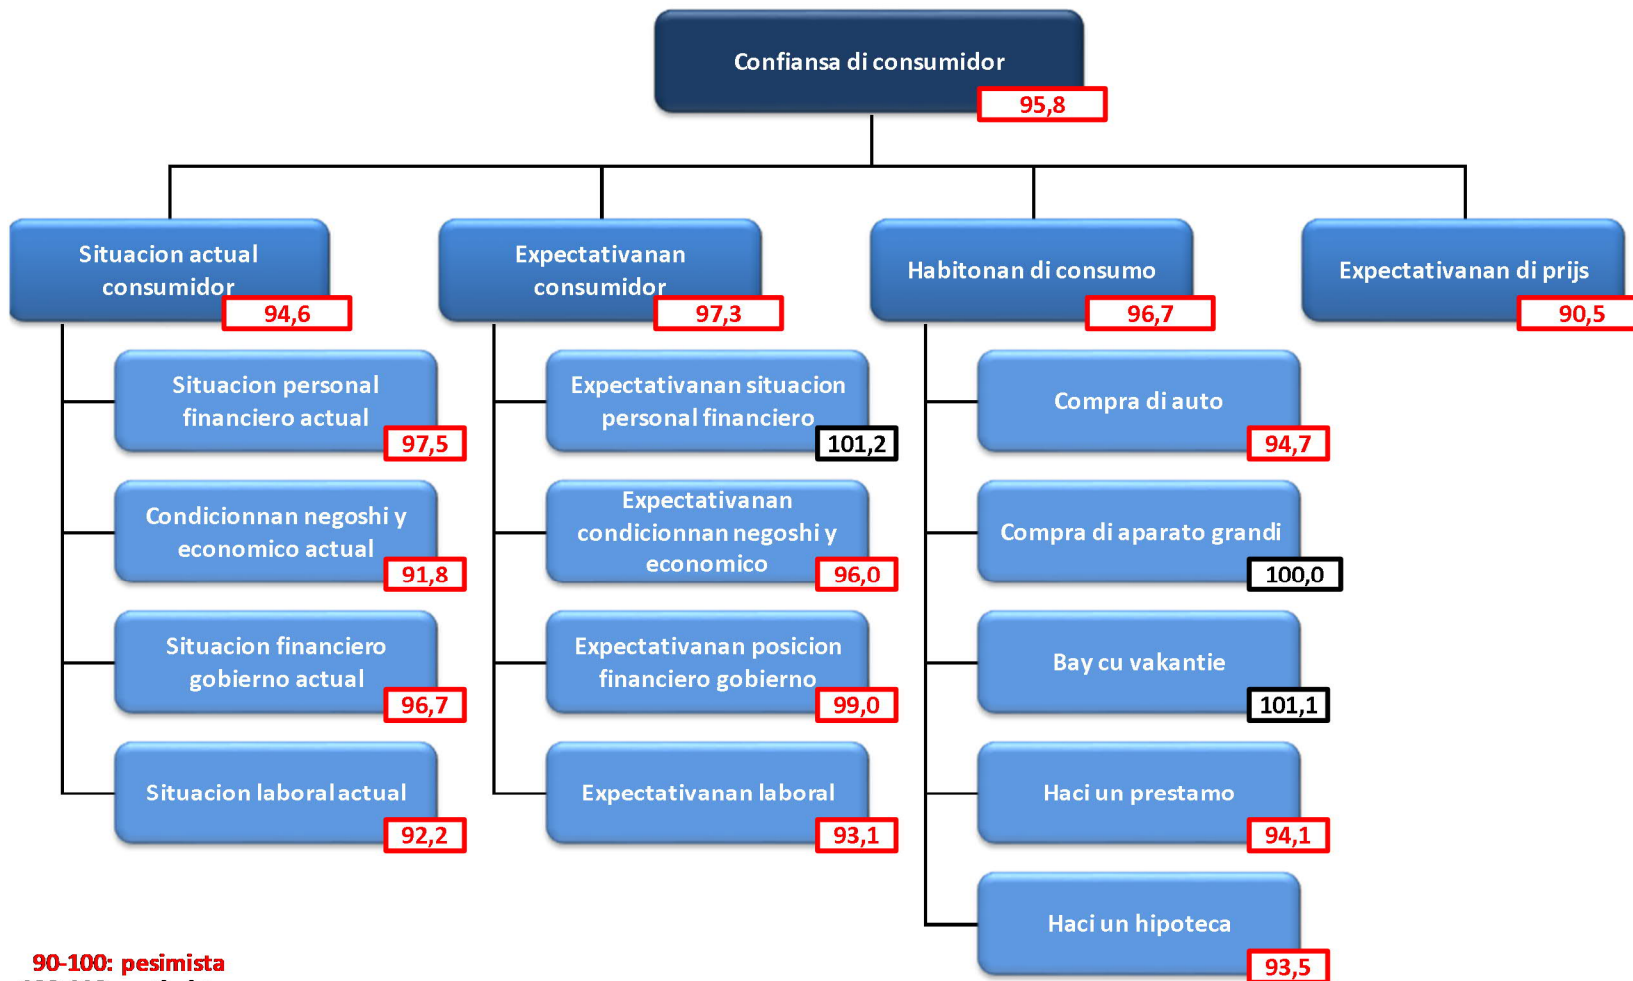 Confiansa di consumidor
95,8
Situacion actual
consumidor
94,6
Situacion personal
financiero actual
97,5
Condicionnan negoshi y
economico actual
91,8
Situacion financiero
gobierno actual
96,7
Situacion laboral actual
92,2
Expectativanan
consumidor
97,3
Expectativanan situacion
personal financiero
101,2
Expectativanan
condicionnan negoshi y
economico
96,0
Expectativanan posicion
financiero gobierno
99,0
Expectativanan laboral
93,1
Habitonan di consumo
96,7
Compra di auto
94,7
Compra di aparato grandi
100,0
Bay cu vakantie
101,1
Haci un prestamo
94,1
Haci un hipoteca
93,5
Expectativanan di prijs
90,5
90-100: pesimista